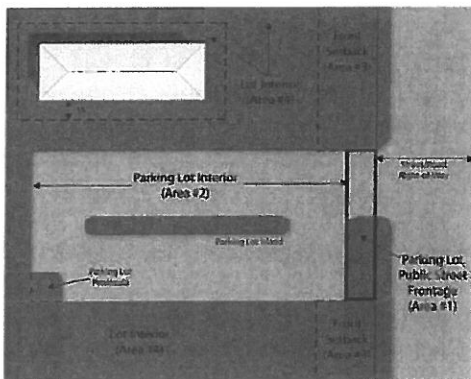 Front
Setback
(Area #3)
Lot Interior
(Area #4)
Parking Lot Interior
(Area #2)
Street/Road
Right-of-Way
Parking Lot Island
Parking Lot
Peninsula
Parking Lot
Public Street
Frontage
(Area #1)
Lot Interior
(Area #4)
Front
Setback
(Area #3)